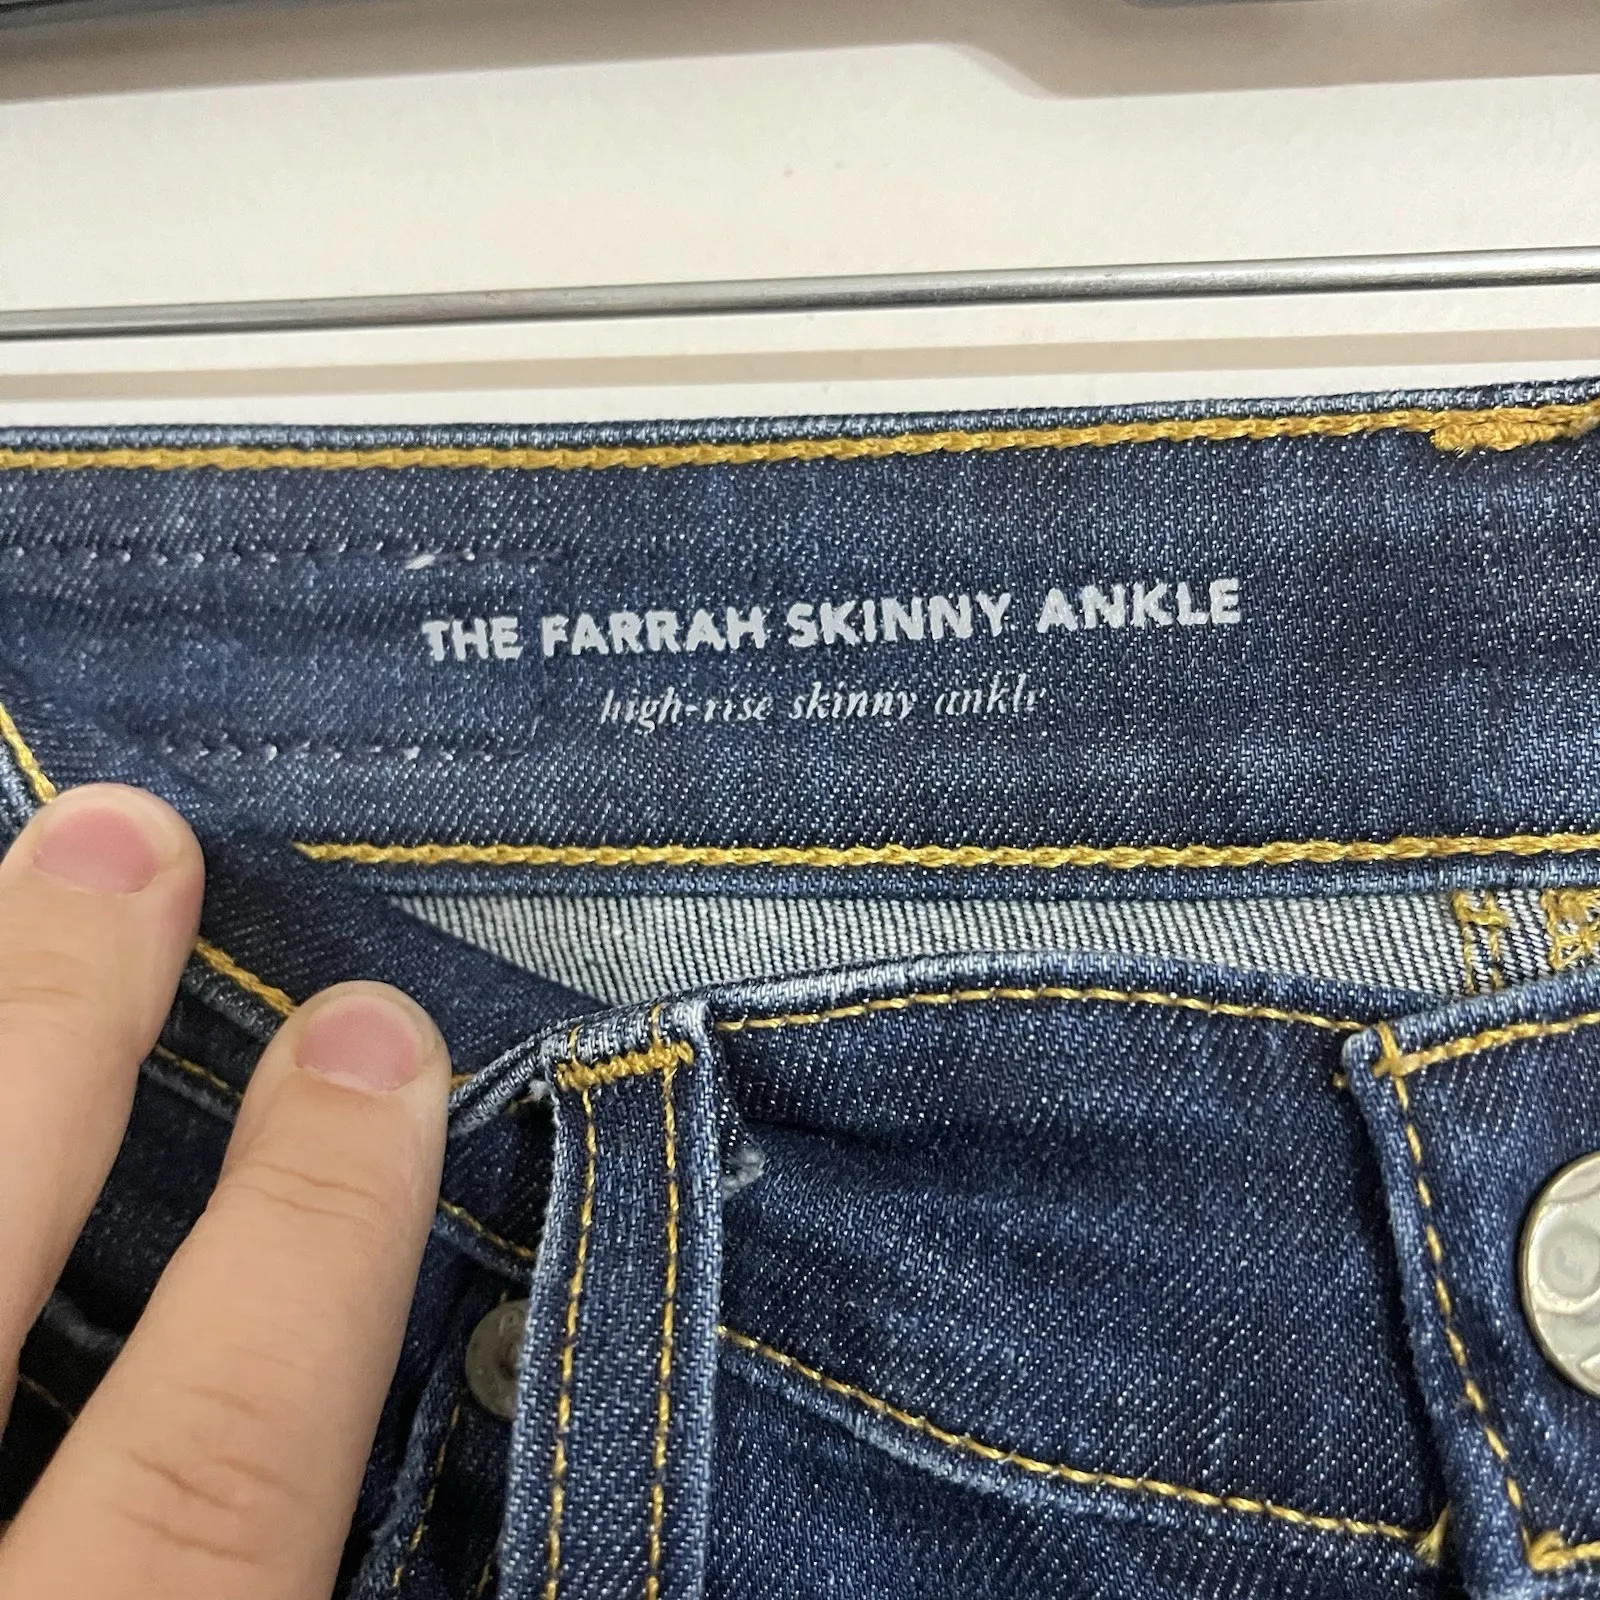 THE FARRAH SKINNY ANKLE
high-rise skinny ankle